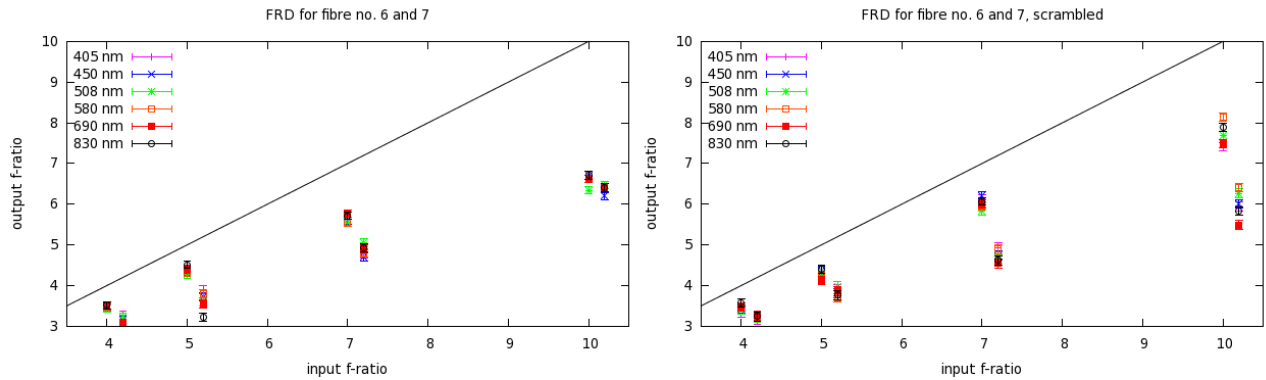 FRD for fibre no. 6 and 7
10
9
8
7
6
5
4
3
output f-ratio
405 nm
450 nm
508 nm
580 nm
690 nm
830 nm
4 5 6 7 8 9 10
input f-ratio
FRD for fibre no. 6 and 7, scrambled
10
9
8
7
6
5
4
3
output f-ratio
405 nm
450 nm
508 nm
580 nm
690 nm
830 nm
4 5 6 7 8 9 10
input f-ratio